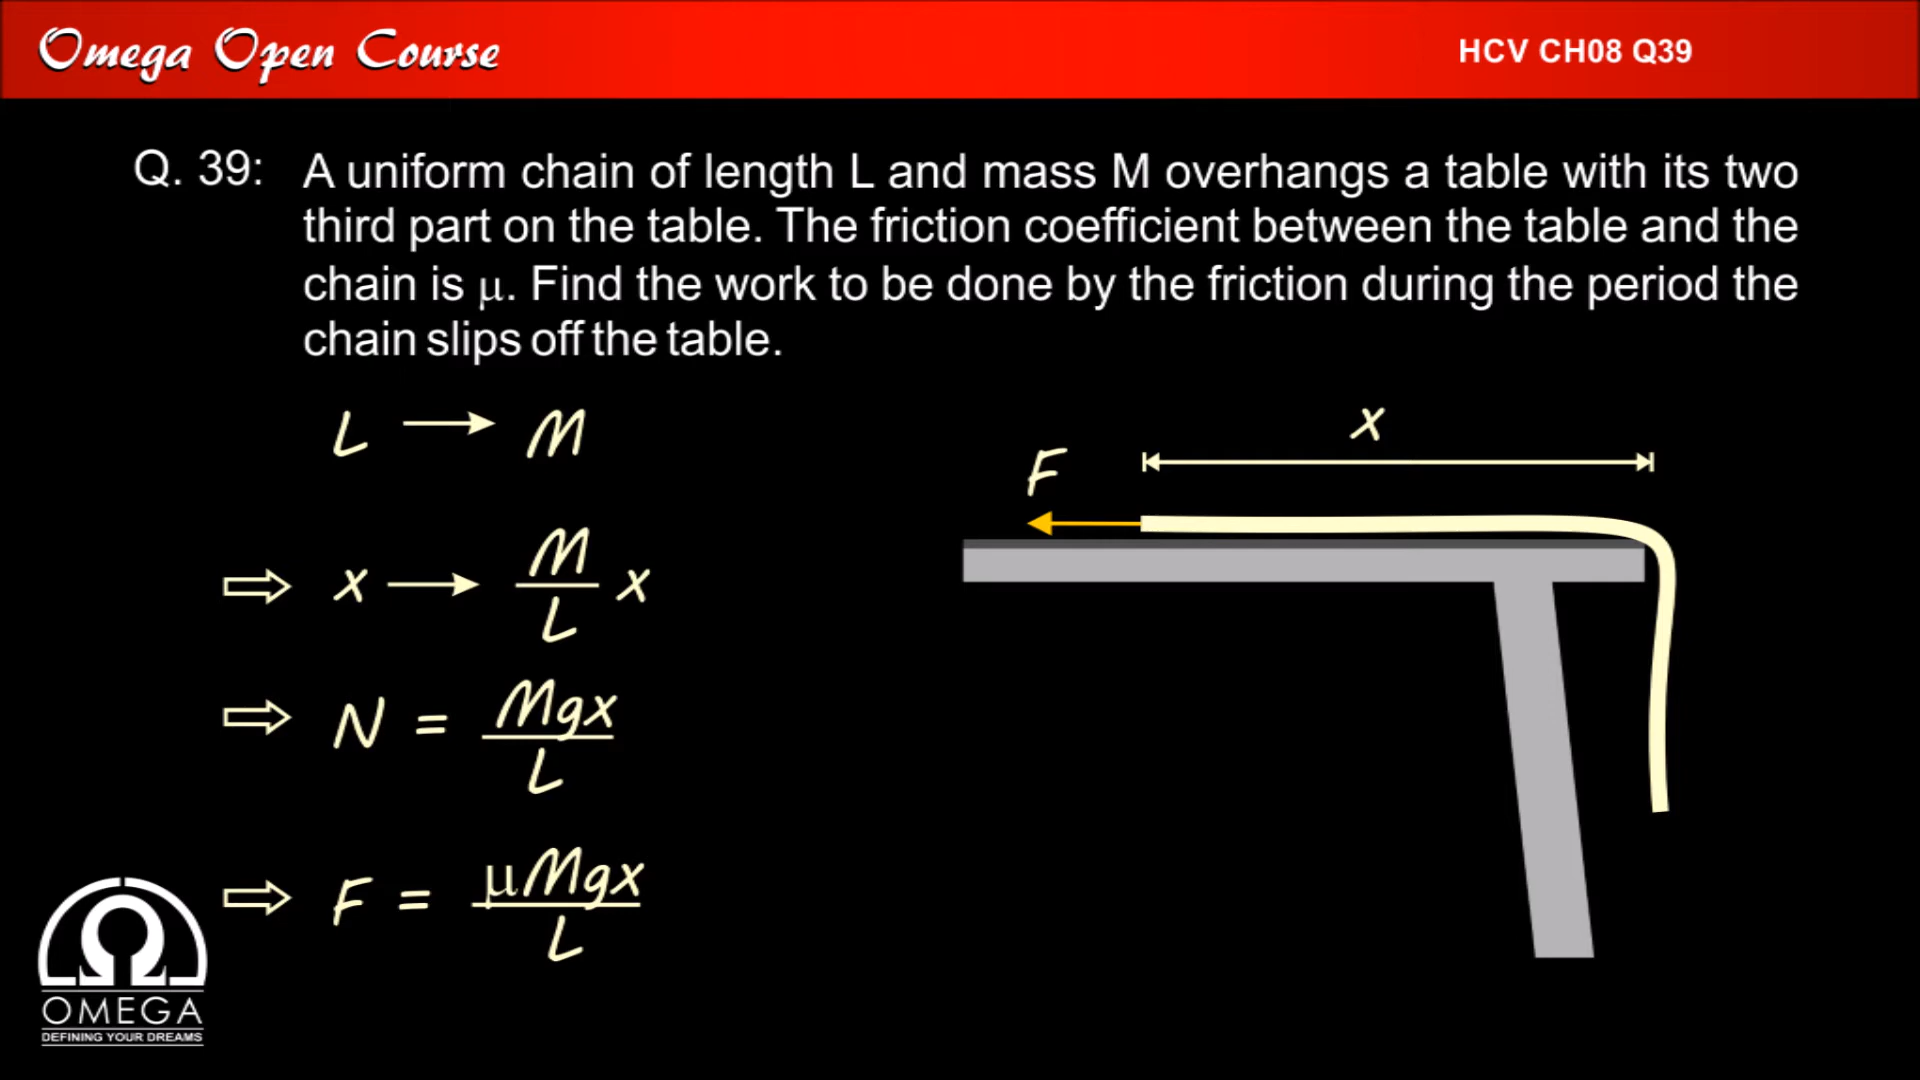 Omega Open Course
HCV CH08 Q39
Q. 39: A uniform chain of length L and mass M overhangs a table with its two
third part on the table. The friction coefficient between the table and the
chain is μ. Find the work to be done by the friction during the period the
chain slips off the table.
L → M
⇨ x → M/L x
⇨ N = Mgx/L
⇨ F = μMgx/L
x
F
OMEGA
DEFINING YOUR DREAMS